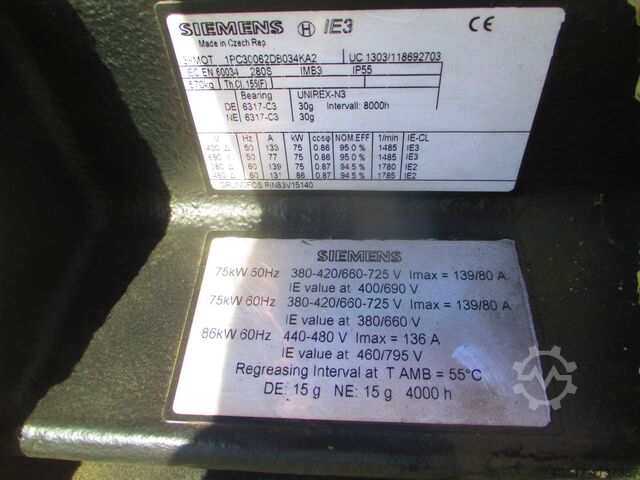 SIEMENS H IE3 CE
Made in Czech Rep.
3~MOT. 1PC30062DB034KA2 UC 1303/118692703
IEC EN 60034 280S IMB3 IP55
570kg Th.Cl. 155(F)
Bearing UNIREX-N3
DE 6317-C3 30g Intervall: 8000h
NE 6317-C3 30g
V Hz A kW cosφ NOM.EFF 1/min IE-CL
400 Δ 50 133 75 0.86 95.0 % 1485 IE3
690 Y 50 77 75 0.86 95.0 % 1485 IE3
380 Δ 60 139 75 0.87 94.5 % 1780 IE2
460 Δ 60 131 86 0.87 94.5 % 1785 IE2
GRUNDFOS P/N83V15140
SIEMENS
75kW 50Hz 380-420/660-725 V Imax = 139/80 A
IE value at 400/690 V
75kW 60Hz 380-420/660-725 V Imax = 139/80 A
IE value at 380/660 V
86kW 60Hz 440-480 V Imax = 136 A
IE value at 460/795 V
Regreasing Interval at T AMB = 55°C
DE: 15 g NE: 15 g 4000 h